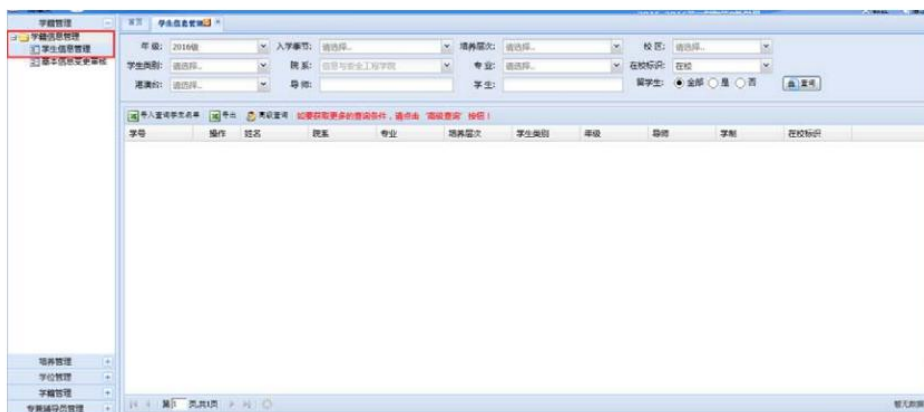 学籍管理
首页 学生信息管理
学籍信息管理
学生信息管理
基本信息变更审核
年级: 2016级 入学季节: 请选择.. 培养层次: 请选择.. 校区: 请选择..
学生类别: 请选择.. 院系: 信息与安全工程学院 专业: 请选择.. 在校标识: 在校
港澳台: 请选择.. 导师: 学生: 留学生: 全部 是 否 查询
导入查询学生名单 导出 高级查询 如要获取更多的查询条件，请点击“高级查询”按钮！
学号 操作 姓名 院系 专业 培养层次 学生类别 年级 导师 学制 在校标识
培养管理
学位管理
学籍管理
专兼辅导员管理
第 1 页,共1页